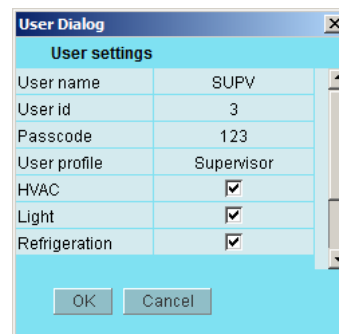 User Dialog
User settings
User name SUPV
User id 3
Passcode 123
User profile Supervisor
HVAC
Light
Refrigeration
OK Cancel